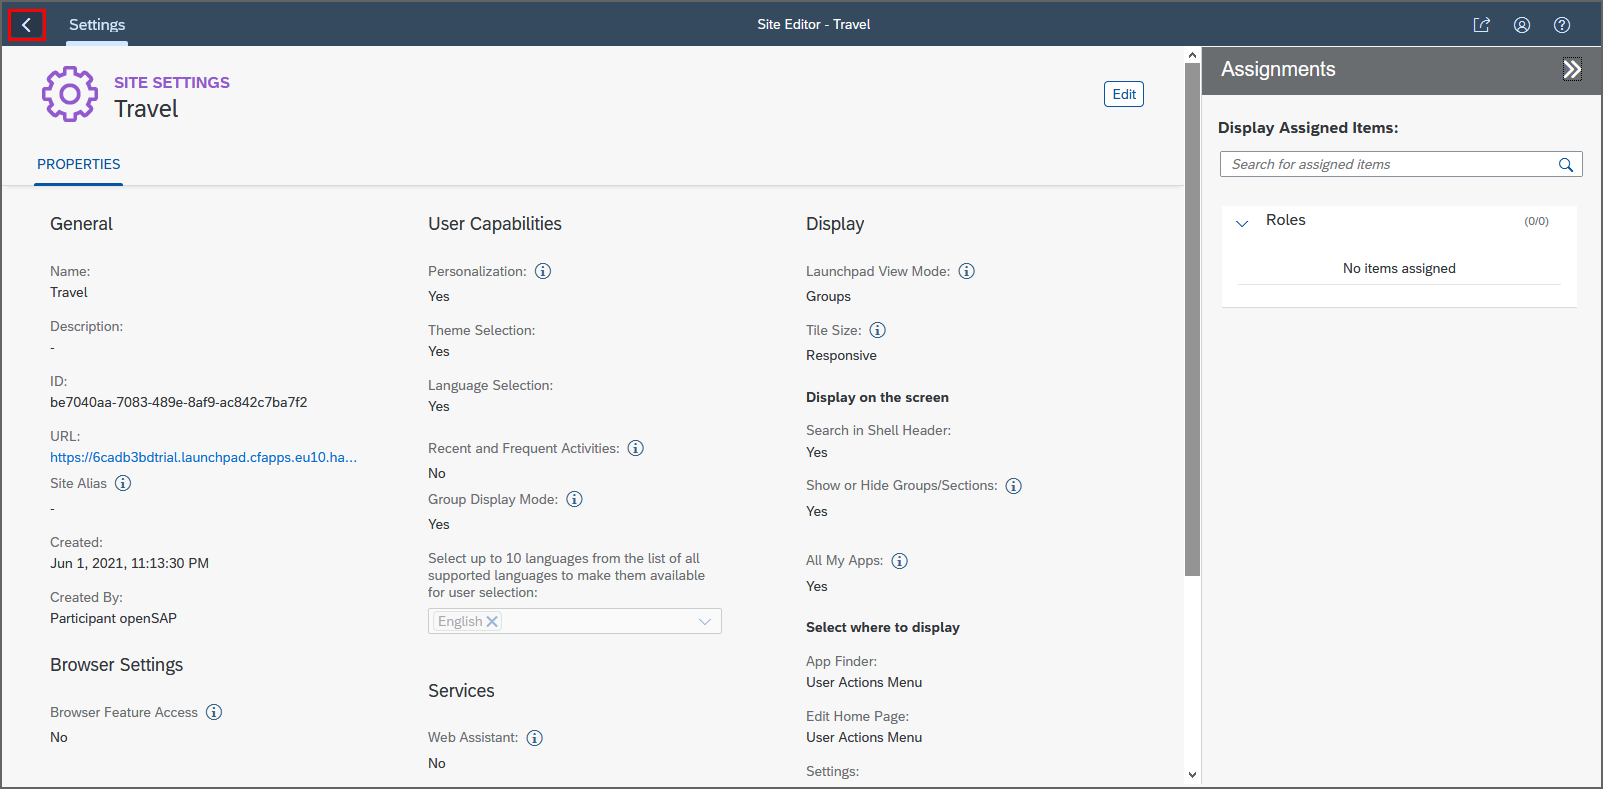 Settings
Site Editor - Travel
SITE SETTINGS
Travel
Edit
PROPERTIES
General
Name:
Travel
Description:
-
ID:
be7040aa-7083-489e-8af9-ac842c7ba7f2
URL:
https://6cadb3bdtrial.launchpad.cfapps.eu10.ha...
Site Alias
-
Created:
Jun 1, 2021, 11:13:30 PM
Created By:
Participant openSAP
Browser Settings
Browser Feature Access
No
User Capabilities
Personalization:
Yes
Theme Selection:
Yes
Language Selection:
Yes
Recent and Frequent Activities:
No
Group Display Mode:
Yes
Select up to 10 languages from the list of all
supported languages to make them available
for user selection:
English
Services
Web Assistant:
No
Display
Launchpad View Mode:
Groups
Tile Size:
Responsive
Display on the screen
Search in Shell Header:
Yes
Show or Hide Groups/Sections:
Yes
All My Apps:
Yes
Select where to display
App Finder:
User Actions Menu
Edit Home Page:
User Actions Menu
Settings:
Assignments
Display Assigned Items:
Search for assigned items
Roles (0/0)
No items assigned